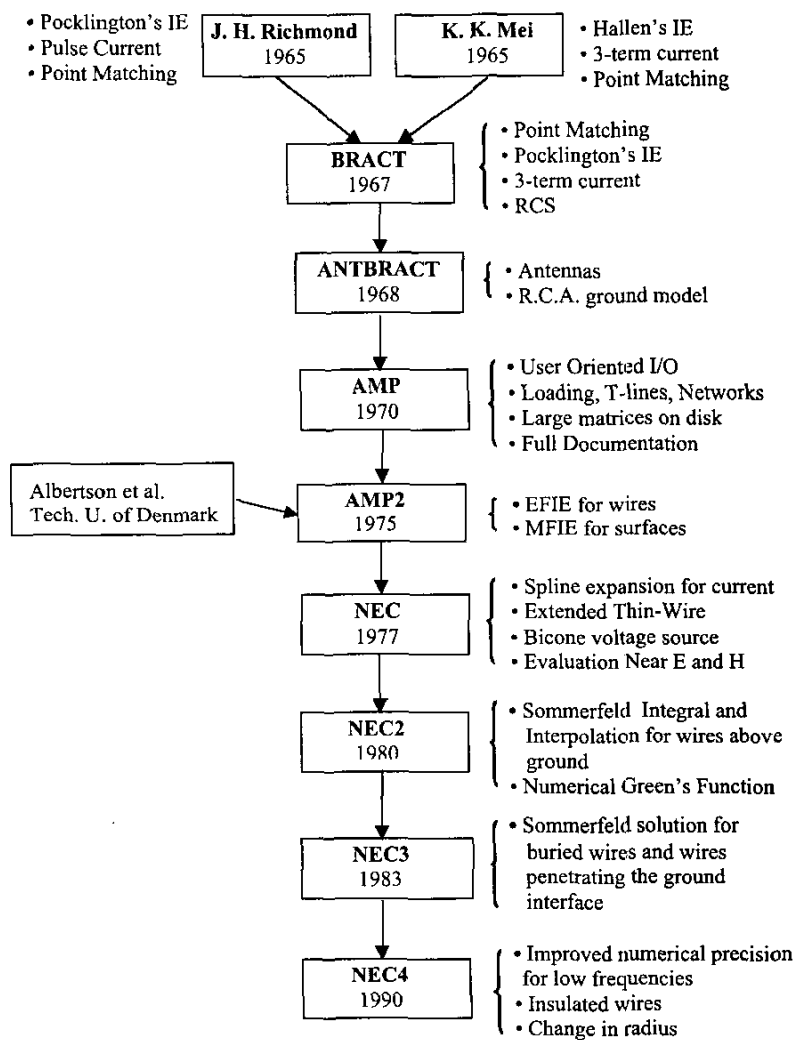 • Pocklington's IE
• Pulse Current
• Point Matching
J. H. Richmond
1965
K. K. Mei
1965
• Hallen's IE
• 3-term current
• Point Matching
BRACT
1967
• Point Matching
• Pocklington's IE
• 3-term current
• RCS
ANTBRACT
1968
• Antennas
• R.C.A. ground model
AMP
1970
• User Oriented I/O
• Loading, T-lines, Networks
• Large matrices on disk
• Full Documentation
Albertson et al.
Tech. U. of Denmark
AMP2
1975
• EFIE for wires
• MFIE for surfaces
NEC
1977
• Spline expansion for current
• Extended Thin-Wire
• Bicone voltage source
• Evaluation Near E and H
NEC2
1980
• Sommerfeld Integral and
Interpolation for wires above
ground
• Numerical Green's Function
NEC3
1983
• Sommerfeld solution for
buried wires and wires
penetrating the ground
interface
NEC4
1990
• Improved numerical precision
for low frequencies
• Insulated wires
• Change in radius